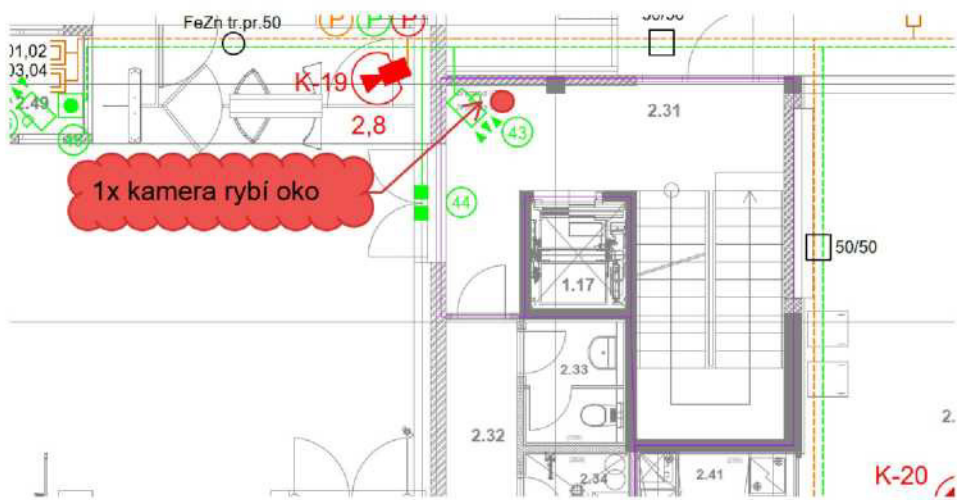 FeZn tr.pr.50
P P P
50/50
01,02
03,04
K-19
2.49
2,8
43
2.31
1x kamera rybí oko
44
50/50
1.17
2.33
2.32
2.34
2.41
K-20